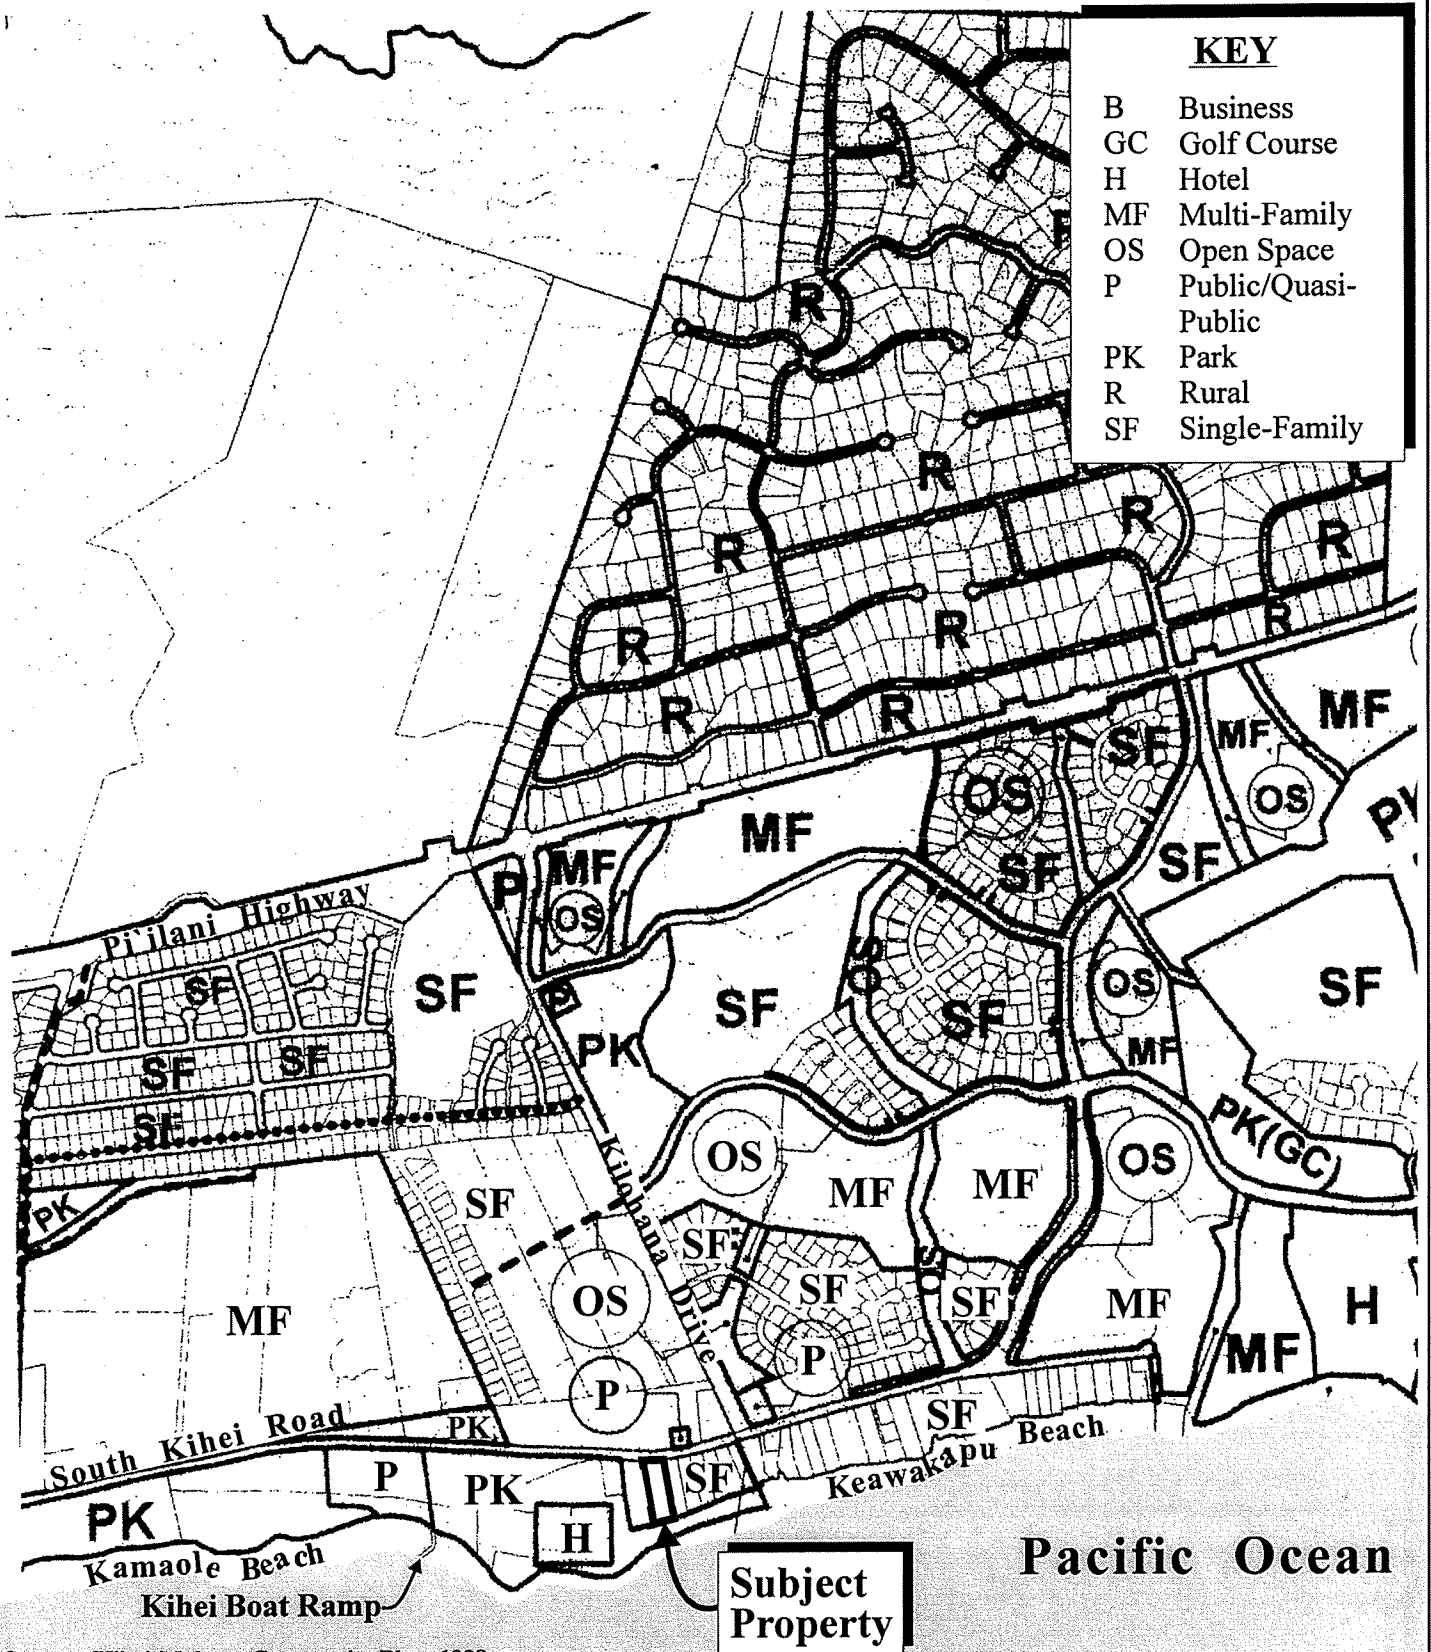 KEY
B Business
GC Golf Course
H Hotel
MF Multi-Family
OS Open Space
P Public/Quasi-
Public
PK Park
R Rural
SF Single-Family
R
R
R
R
R
R
R
R
R
R
MF
MF
SF
OS
OS
MF
SF
SF
MF
P
OS
Pi`ilani Highway
SF
SF
SF
OS
SF
OS
SF
P
PK
MF
SF
SF
SF
PK(GC)
OS
OS
MF
MF
SF
PK
Kilohana Drive
SF
OS
SF
SF
MF
H
OS
MF
P
P
MF
PK
SF
South Kihei Road
Keawakapu Beach
P
PK
SF
PK
H
Kamaole Beach
Pacific Ocean
Kihei Boat Ramp
Subject
Property